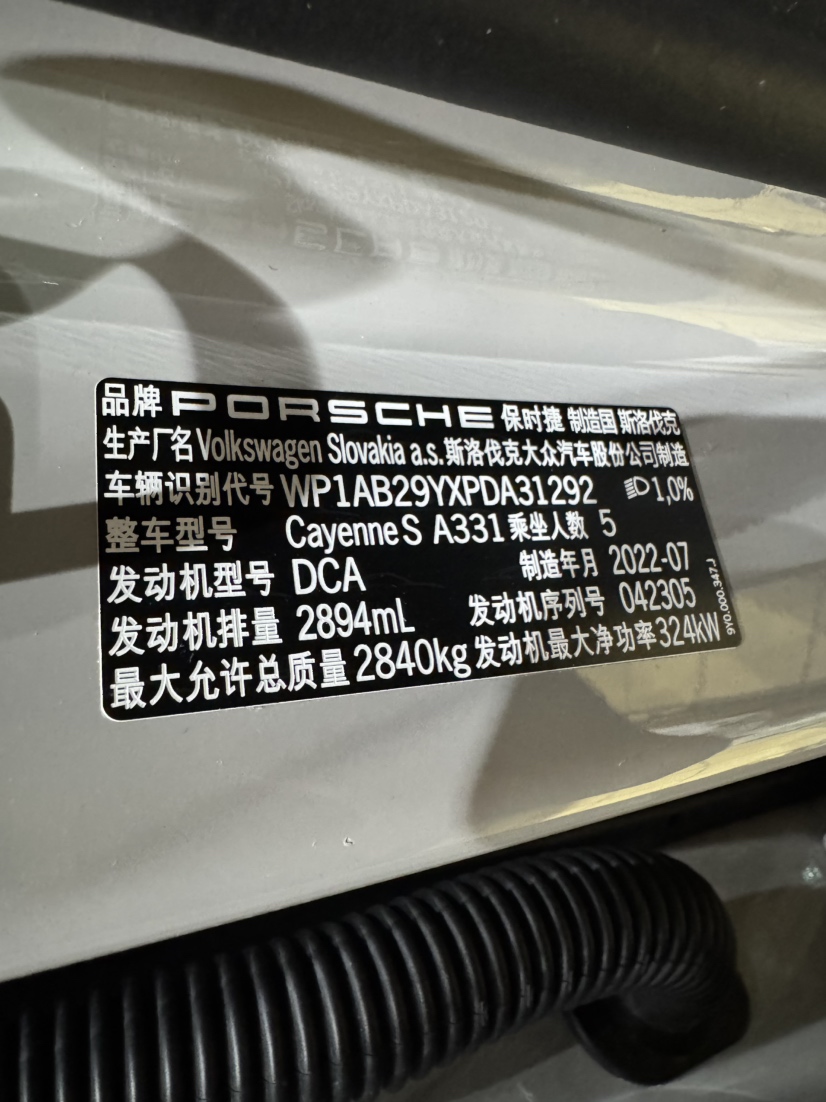 品牌 PORSCHE 保时捷 制造国 斯洛伐克
生产厂名 Volkswagen Slovakia a.s. 斯洛伐克大众汽车股份公司制造
车辆识别代号 WP1AB29YXPDA31292 1,0%
整车型号 Cayenne S A331 乘坐人数 5
发动机型号 DCA 制造年月 2022-07
发动机排量 2894mL 发动机序列号 042305
最大允许总质量 2840kg 发动机最大净功率 324kW
9Y0.000.347.J